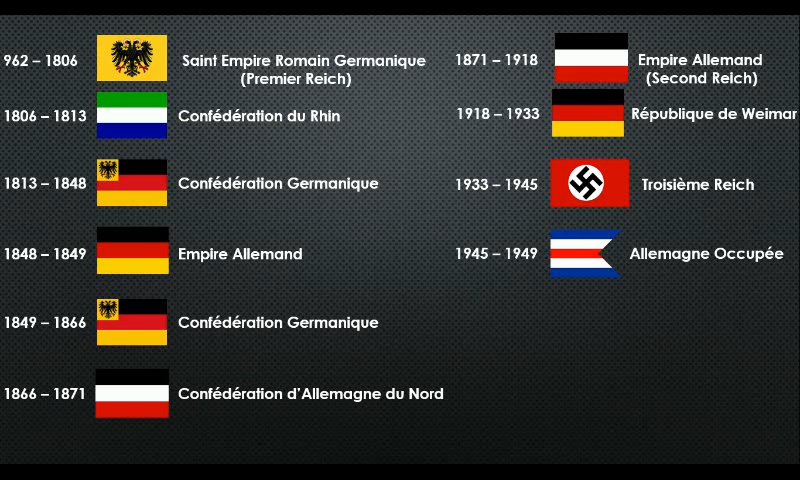 962 – 1806 Saint Empire Romain Germanique
(Premier Reich)
1806 – 1813 Confédération du Rhin
1813 – 1848 Confédération Germanique
1848 – 1849 Empire Allemand
1849 – 1866 Confédération Germanique
1866 – 1871 Confédération d'Allemagne du Nord
1871 – 1918 Empire Allemand
(Second Reich)
1918 – 1933 République de Weimar
1933 – 1945 Troisième Reich
1945 – 1949 Allemagne Occupée